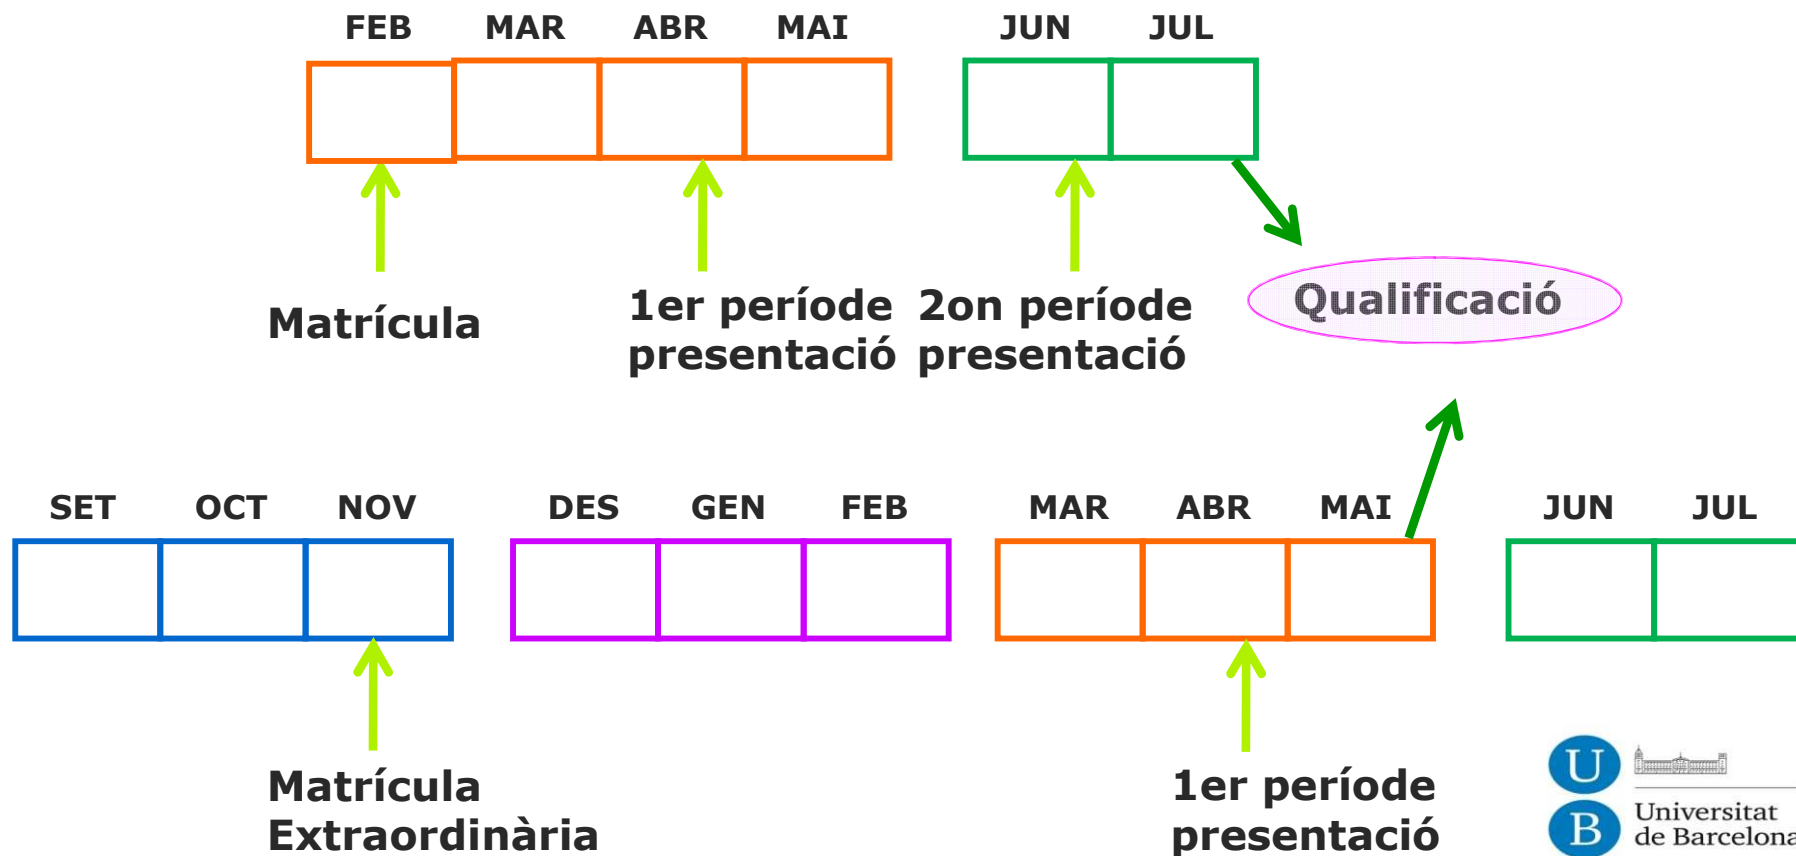 FEB MAR ABR MAI JUN JUL
Matrícula
1er període
presentació
2on període
presentació
Qualificació
SET OCT NOV DES GEN FEB MAR ABR MAI JUN JUL
Matrícula
Extraordinària
1er període
presentació
U
B
Universitat
de Barcelona